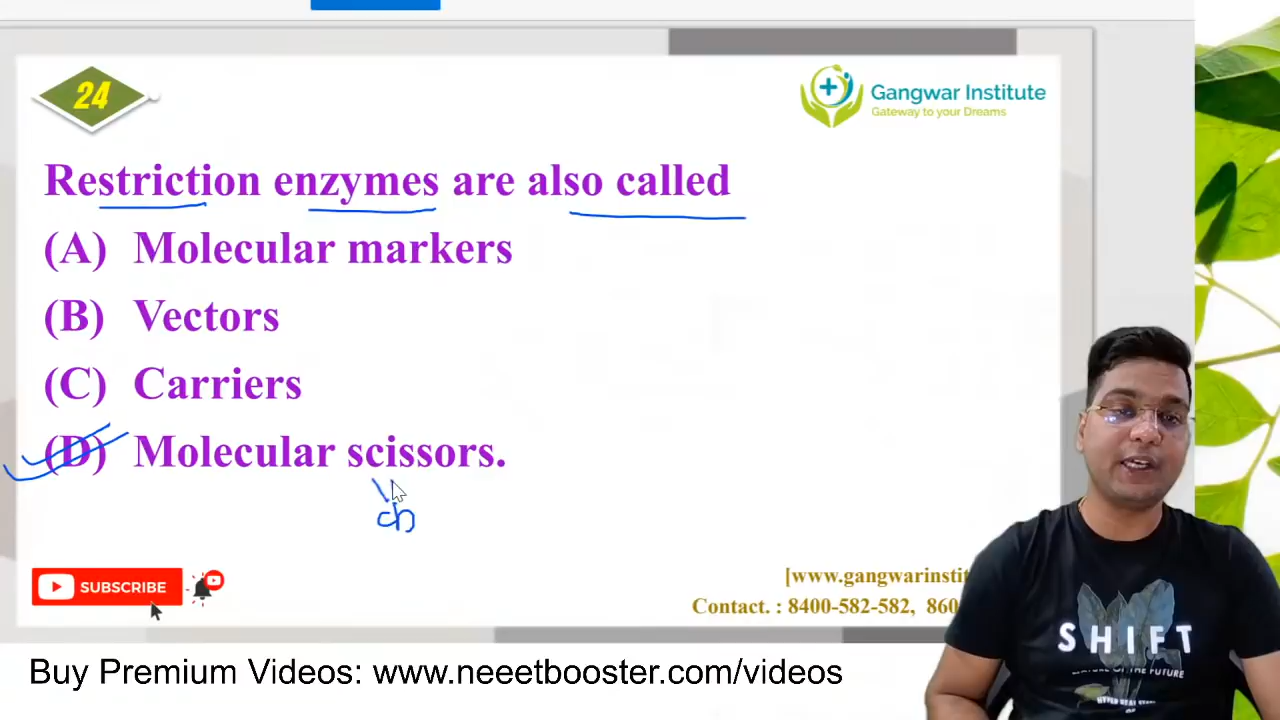 24
Gangwar Institute
Gateway to your Dreams
Restriction enzymes are also called
(A) Molecular markers
(B) Vectors
(C) Carriers
(D) Molecular scissors.
SUBSCRIBE
[www.gangwarinstit
Contact. : 8400-582-582, 860
SHIFT
Buy Premium Videos: www.neeetbooster.com/videos